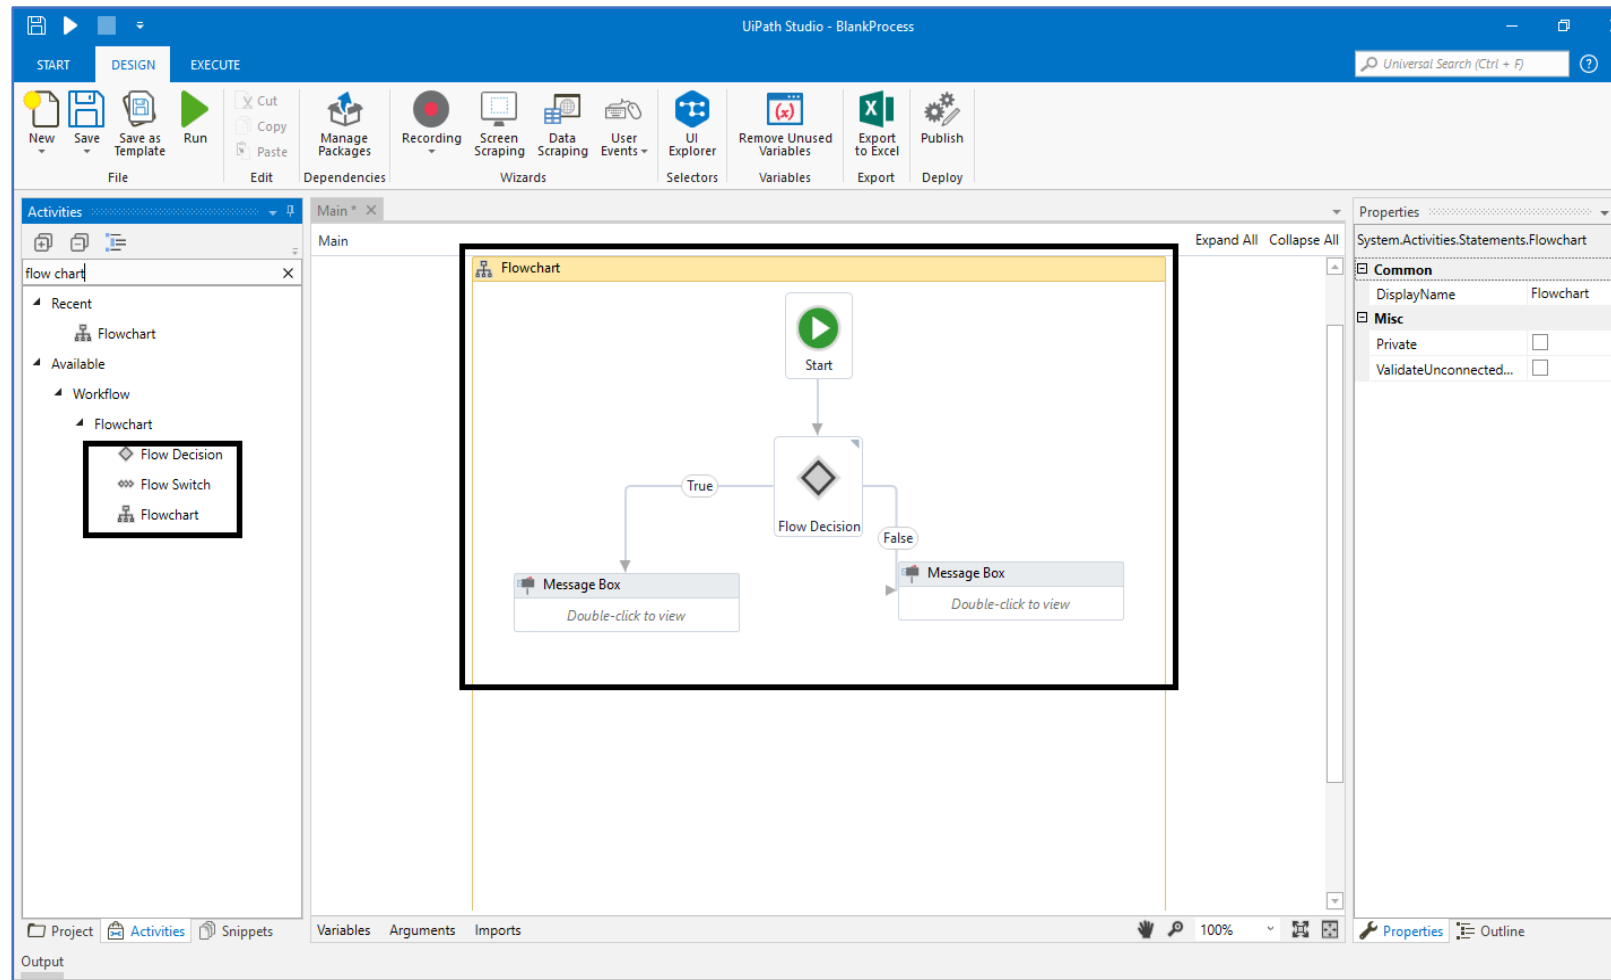 UiPath Studio - BlankProcess
START DESIGN EXECUTE
Universal Search (Ctrl + F)
?
New
Save
Save as Template
Run
File
Cut
Copy
Paste
Edit
Manage Packages
Dependencies
Recording
Screen Scraping
Data Scraping
User Events
Wizards
UI Explorer
Selectors
(x)
Remove Unused Variables
Variables
X
Export to Excel
Export
Publish
Deploy
Activities
flow chart
Recent
Flowchart
Available
Workflow
Flowchart
Flow Decision
Flow Switch
Flowchart
Project Activities Snippets
Main *
Main
Expand All Collapse All
Flowchart
Start
Flow Decision
True
False
Message Box
Double-click to view
Message Box
Double-click to view
Variables Arguments Imports
100%
Properties
System.Activities.Statements.Flowchart
Common
DisplayName Flowchart
Misc
Private
ValidateUnconnected...
Properties Outline
Output